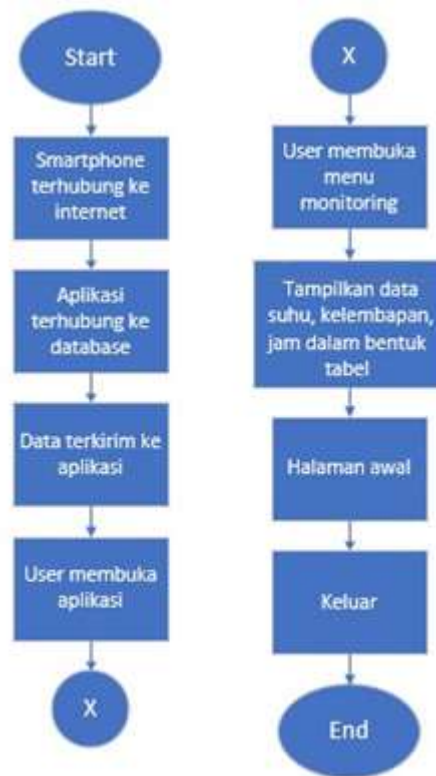 Start
Smartphone
terhubung ke
internet
Aplikasi
terhubung ke
database
Data terkirim ke
aplikasi
User membuka
aplikasi
X
X
User membuka
menu
monitoring
Tampilkan data
suhu, kelembapan,
jam dalam bentuk
tabel
Halaman awal
Keluar
End